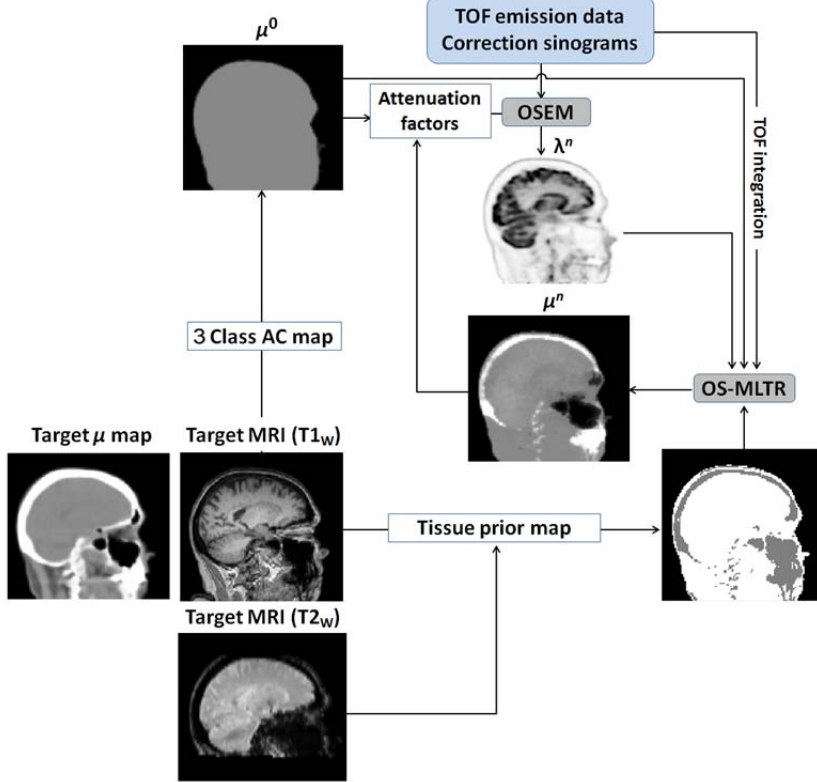 TOF emission data
Correction sinograms
μ⁰
Attenuation
factors
OSEM
λⁿ
TOF integration
μⁿ
3 Class AC map
OS-MLTR
Target μ map
Target MRI (T1w)
Tissue prior map
Target MRI (T2w)